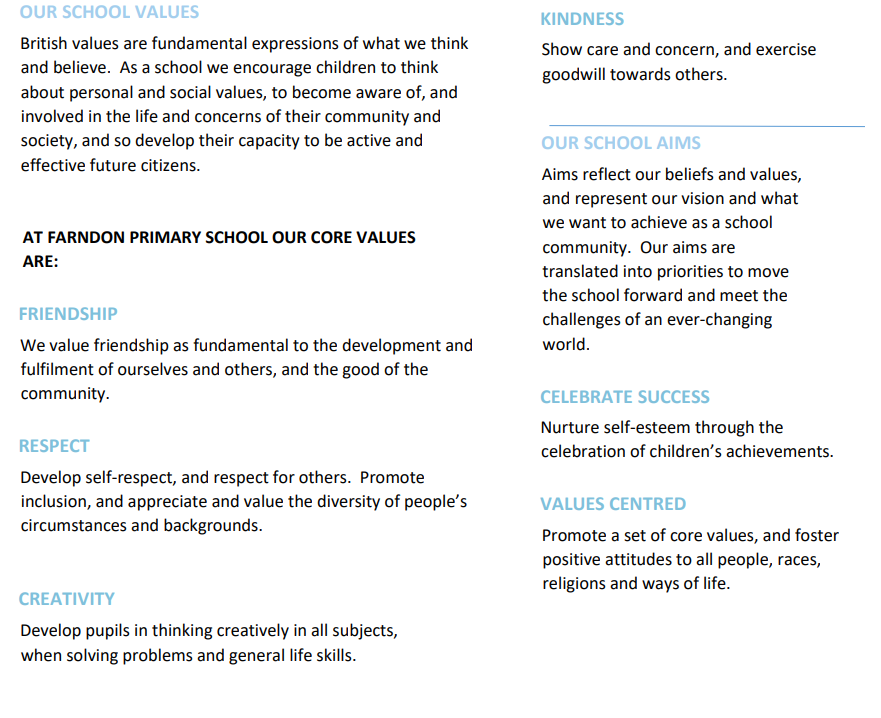 OUR SCHOOL VALUES
British values are fundamental expressions of what we think
and believe.  As a school we encourage children to think
about personal and social values, to become aware of, and
involved in the life and concerns of their community and
society, and so develop their capacity to be active and
effective future citizens.
AT FARNDON PRIMARY SCHOOL OUR CORE VALUES
ARE:
FRIENDSHIP
We value friendship as fundamental to the development and
fulfilment of ourselves and others, and the good of the
community.
RESPECT
Develop self-respect, and respect for others.  Promote
inclusion, and appreciate and value the diversity of people’s
circumstances and backgrounds.
CREATIVITY
Develop pupils in thinking creatively in all subjects,
when solving problems and general life skills.
KINDNESS
Show care and concern, and exercise
goodwill towards others.
OUR SCHOOL AIMS
Aims reflect our beliefs and values,
and represent our vision and what
we want to achieve as a school
community.  Our aims are
translated into priorities to move
the school forward and meet the
challenges of an ever-changing
world.
CELEBRATE SUCCESS
Nurture self-esteem through the
celebration of children’s achievements.
VALUES CENTRED
Promote a set of core values, and foster
positive attitudes to all people, races,
religions and ways of life.